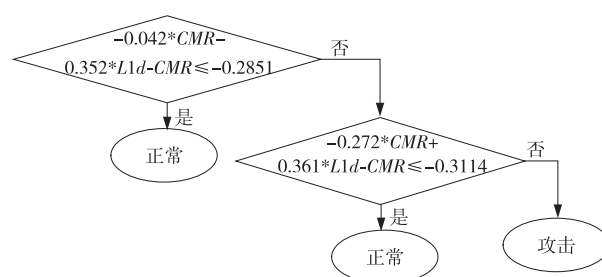 -0.042*CMR-
0.352*L1d-CMR≤-0.2851
否
是
正常
-0.272*CMR+
0.361*L1d-CMR≤-0.3114
否
是
正常
攻击